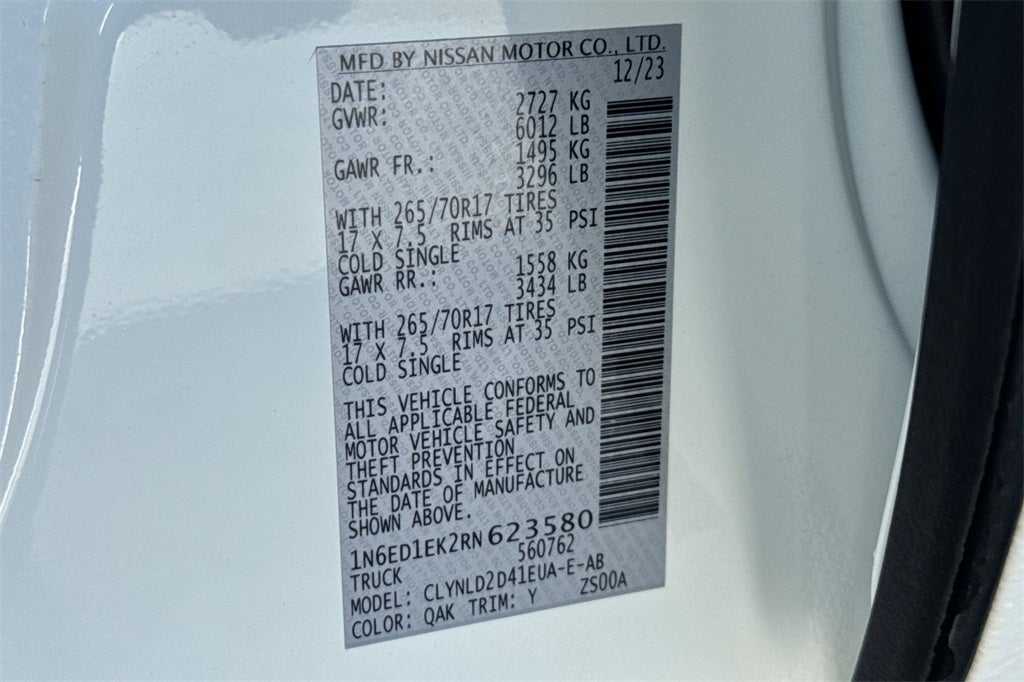 MFD BY NISSAN MOTOR CO., LTD.
DATE: 12/23
GVWR: 2727 KG
6012 LB
GAWR FR.: 1495 KG
3296 LB
WITH 265/70R17 TIRES
17 X 7.5 RIMS AT 35 PSI
COLD SINGLE
GAWR RR.: 1558 KG
3434 LB
WITH 265/70R17 TIRES
17 X 7.5 RIMS AT 35 PSI
COLD SINGLE
THIS VEHICLE CONFORMS TO
ALL APPLICABLE FEDERAL
MOTOR VEHICLE SAFETY AND
THEFT PREVENTION
STANDARDS IN EFFECT ON
THE DATE OF MANUFACTURE
SHOWN ABOVE.
1N6ED1EK2RN623580
TRUCK 560762
MODEL: CLYNLD2D41EUA-E-AB
COLOR: QAK TRIM: Y ZS00A